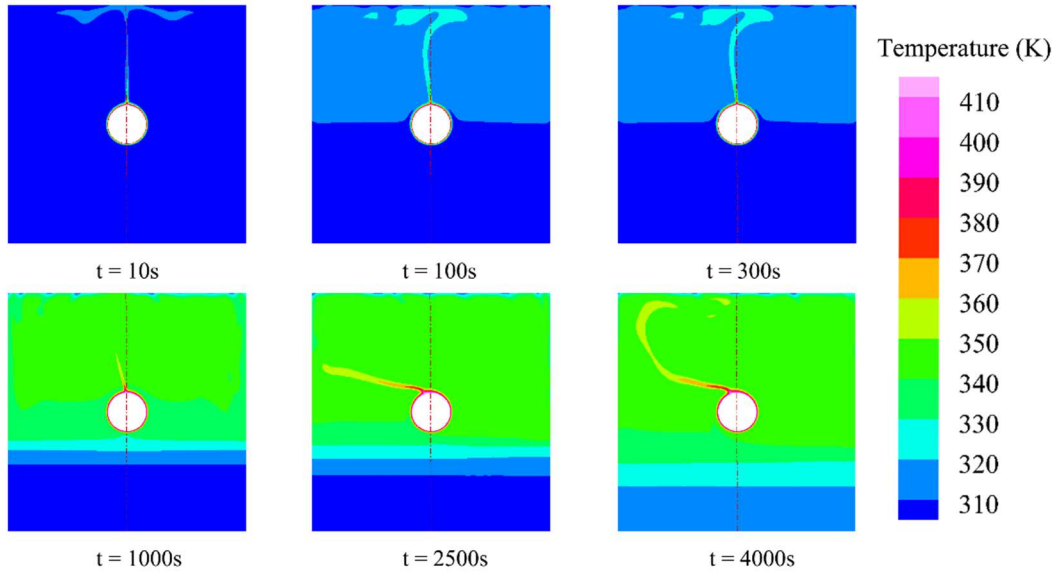 Temperature (K)
410
400
390
380
370
360
350
340
330
320
310
t = 10s
t = 100s
t = 300s
t = 1000s
t = 2500s
t = 4000s